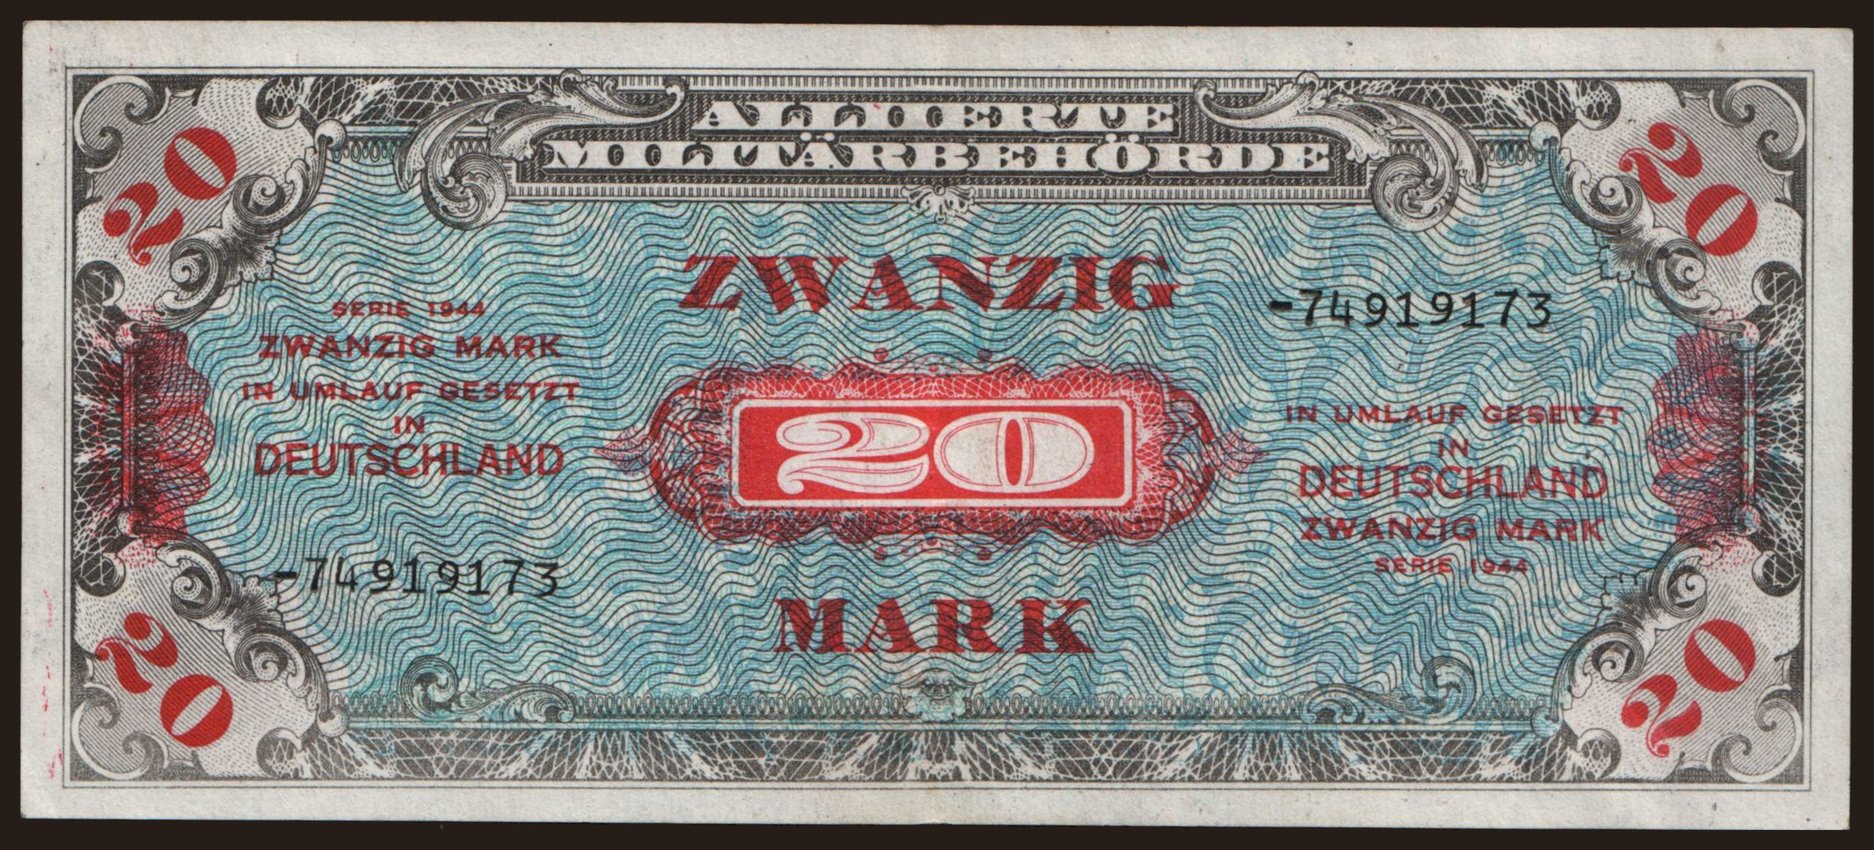 20
20
ALLIIERTE
MILITÄRBEHÖRDE
ZWANZIG
SERIE 1944
ZWANZIG MARK
IN UMLAUF GESETZT
IN
DEUTSCHLAND
-74919173
20
-74919173
IN UMLAUF GESETZT
IN
DEUTSCHLAND
ZWANZIG MARK
SERIE 1944
MARK
20
20